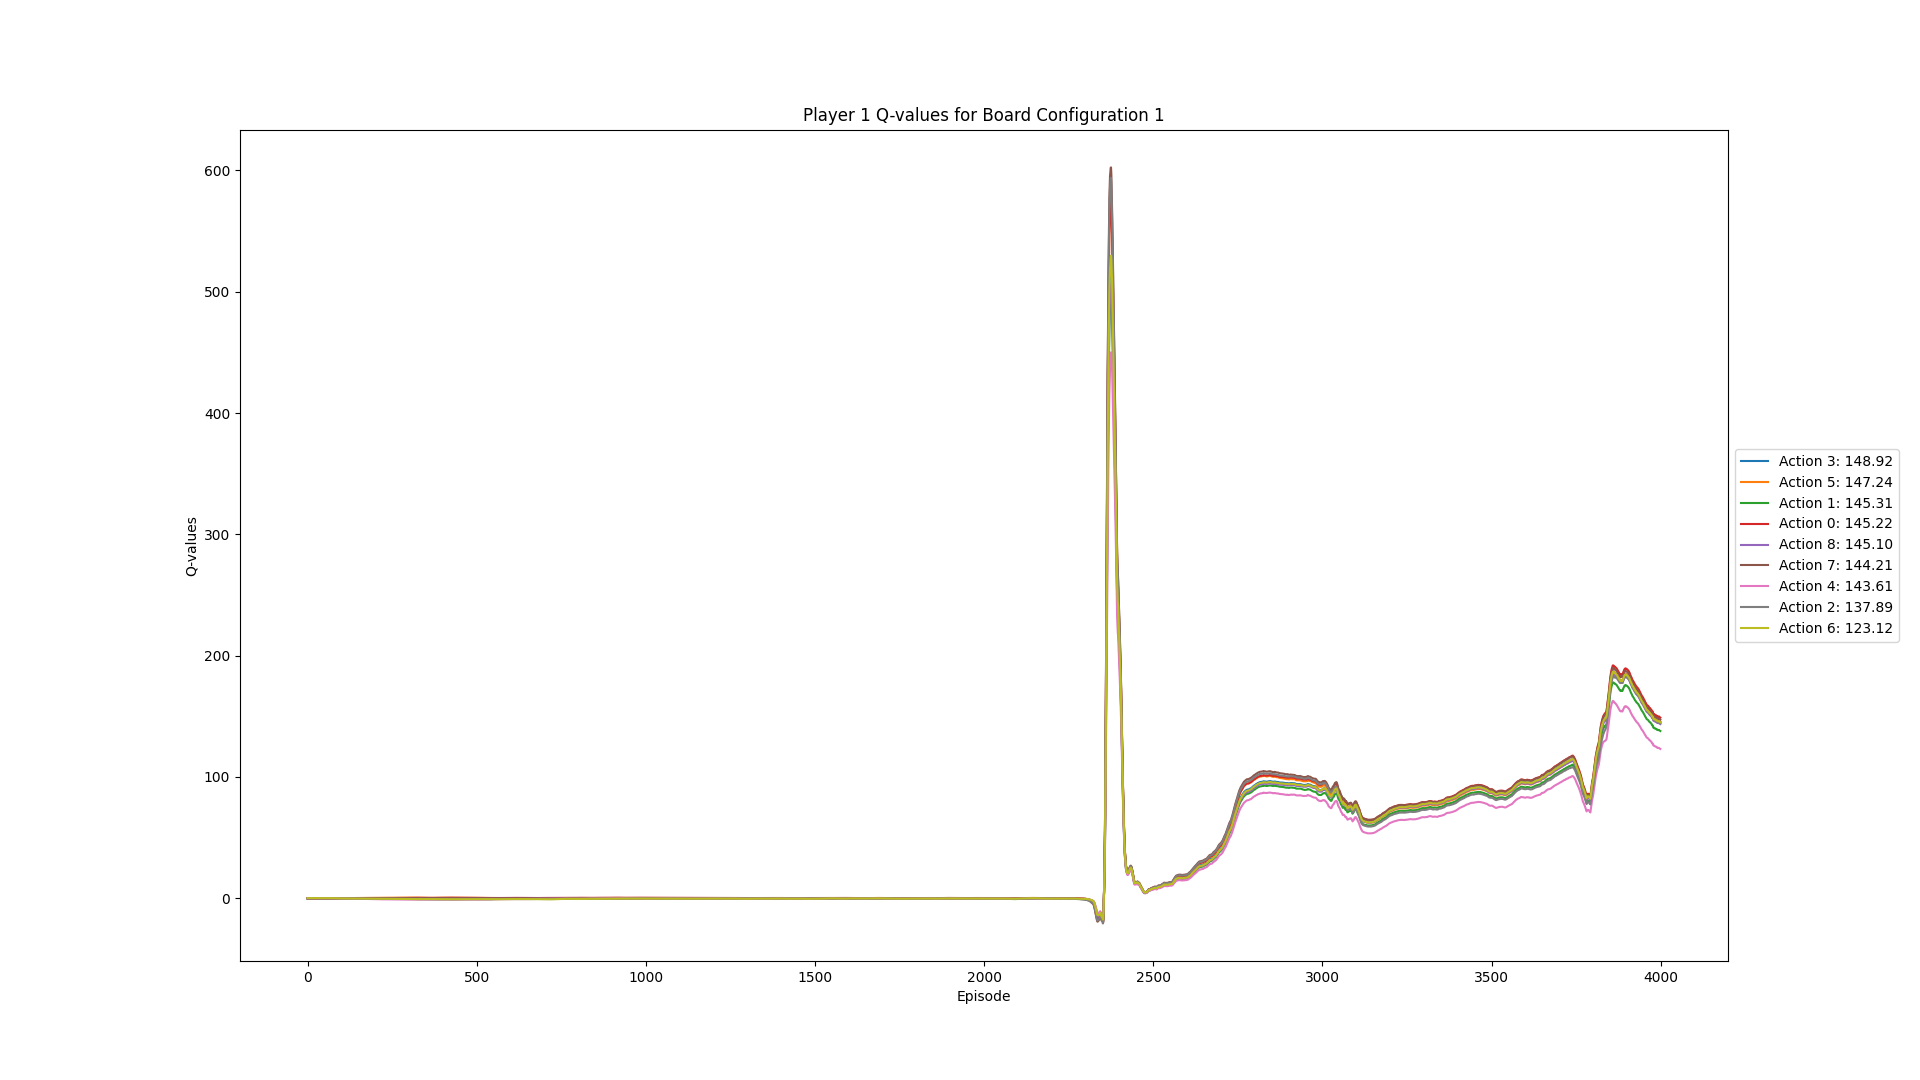 Player 1 Q-values for Board Configuration 1
600
500
400
300
200
100
0
Q-values
0
500
1000
1500
2000
2500
3000
3500
4000
Episode
Action 3: 148.92
Action 5: 147.24
Action 1: 145.31
Action 0: 145.22
Action 8: 145.10
Action 7: 144.21
Action 4: 143.61
Action 2: 137.89
Action 6: 123.12